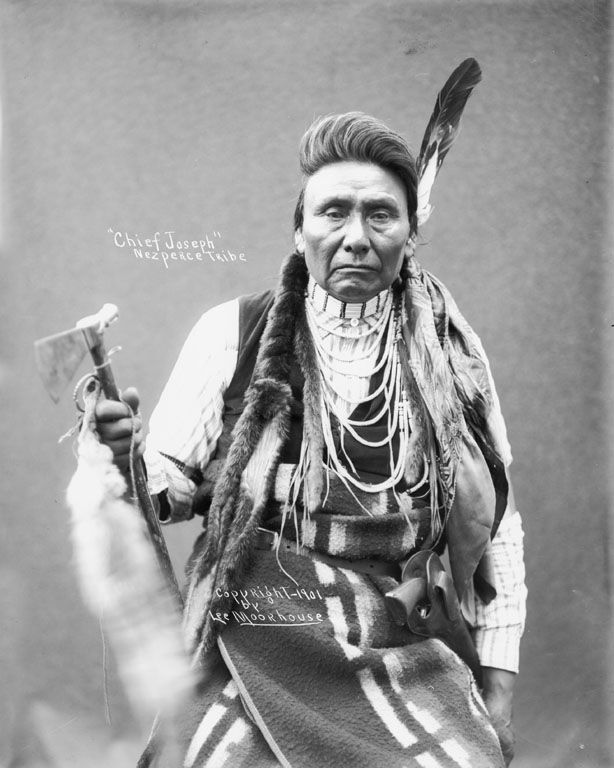 "Chief Joseph"
Nezperce Tribe
Copyright-1901
by
Lee Moorhouse